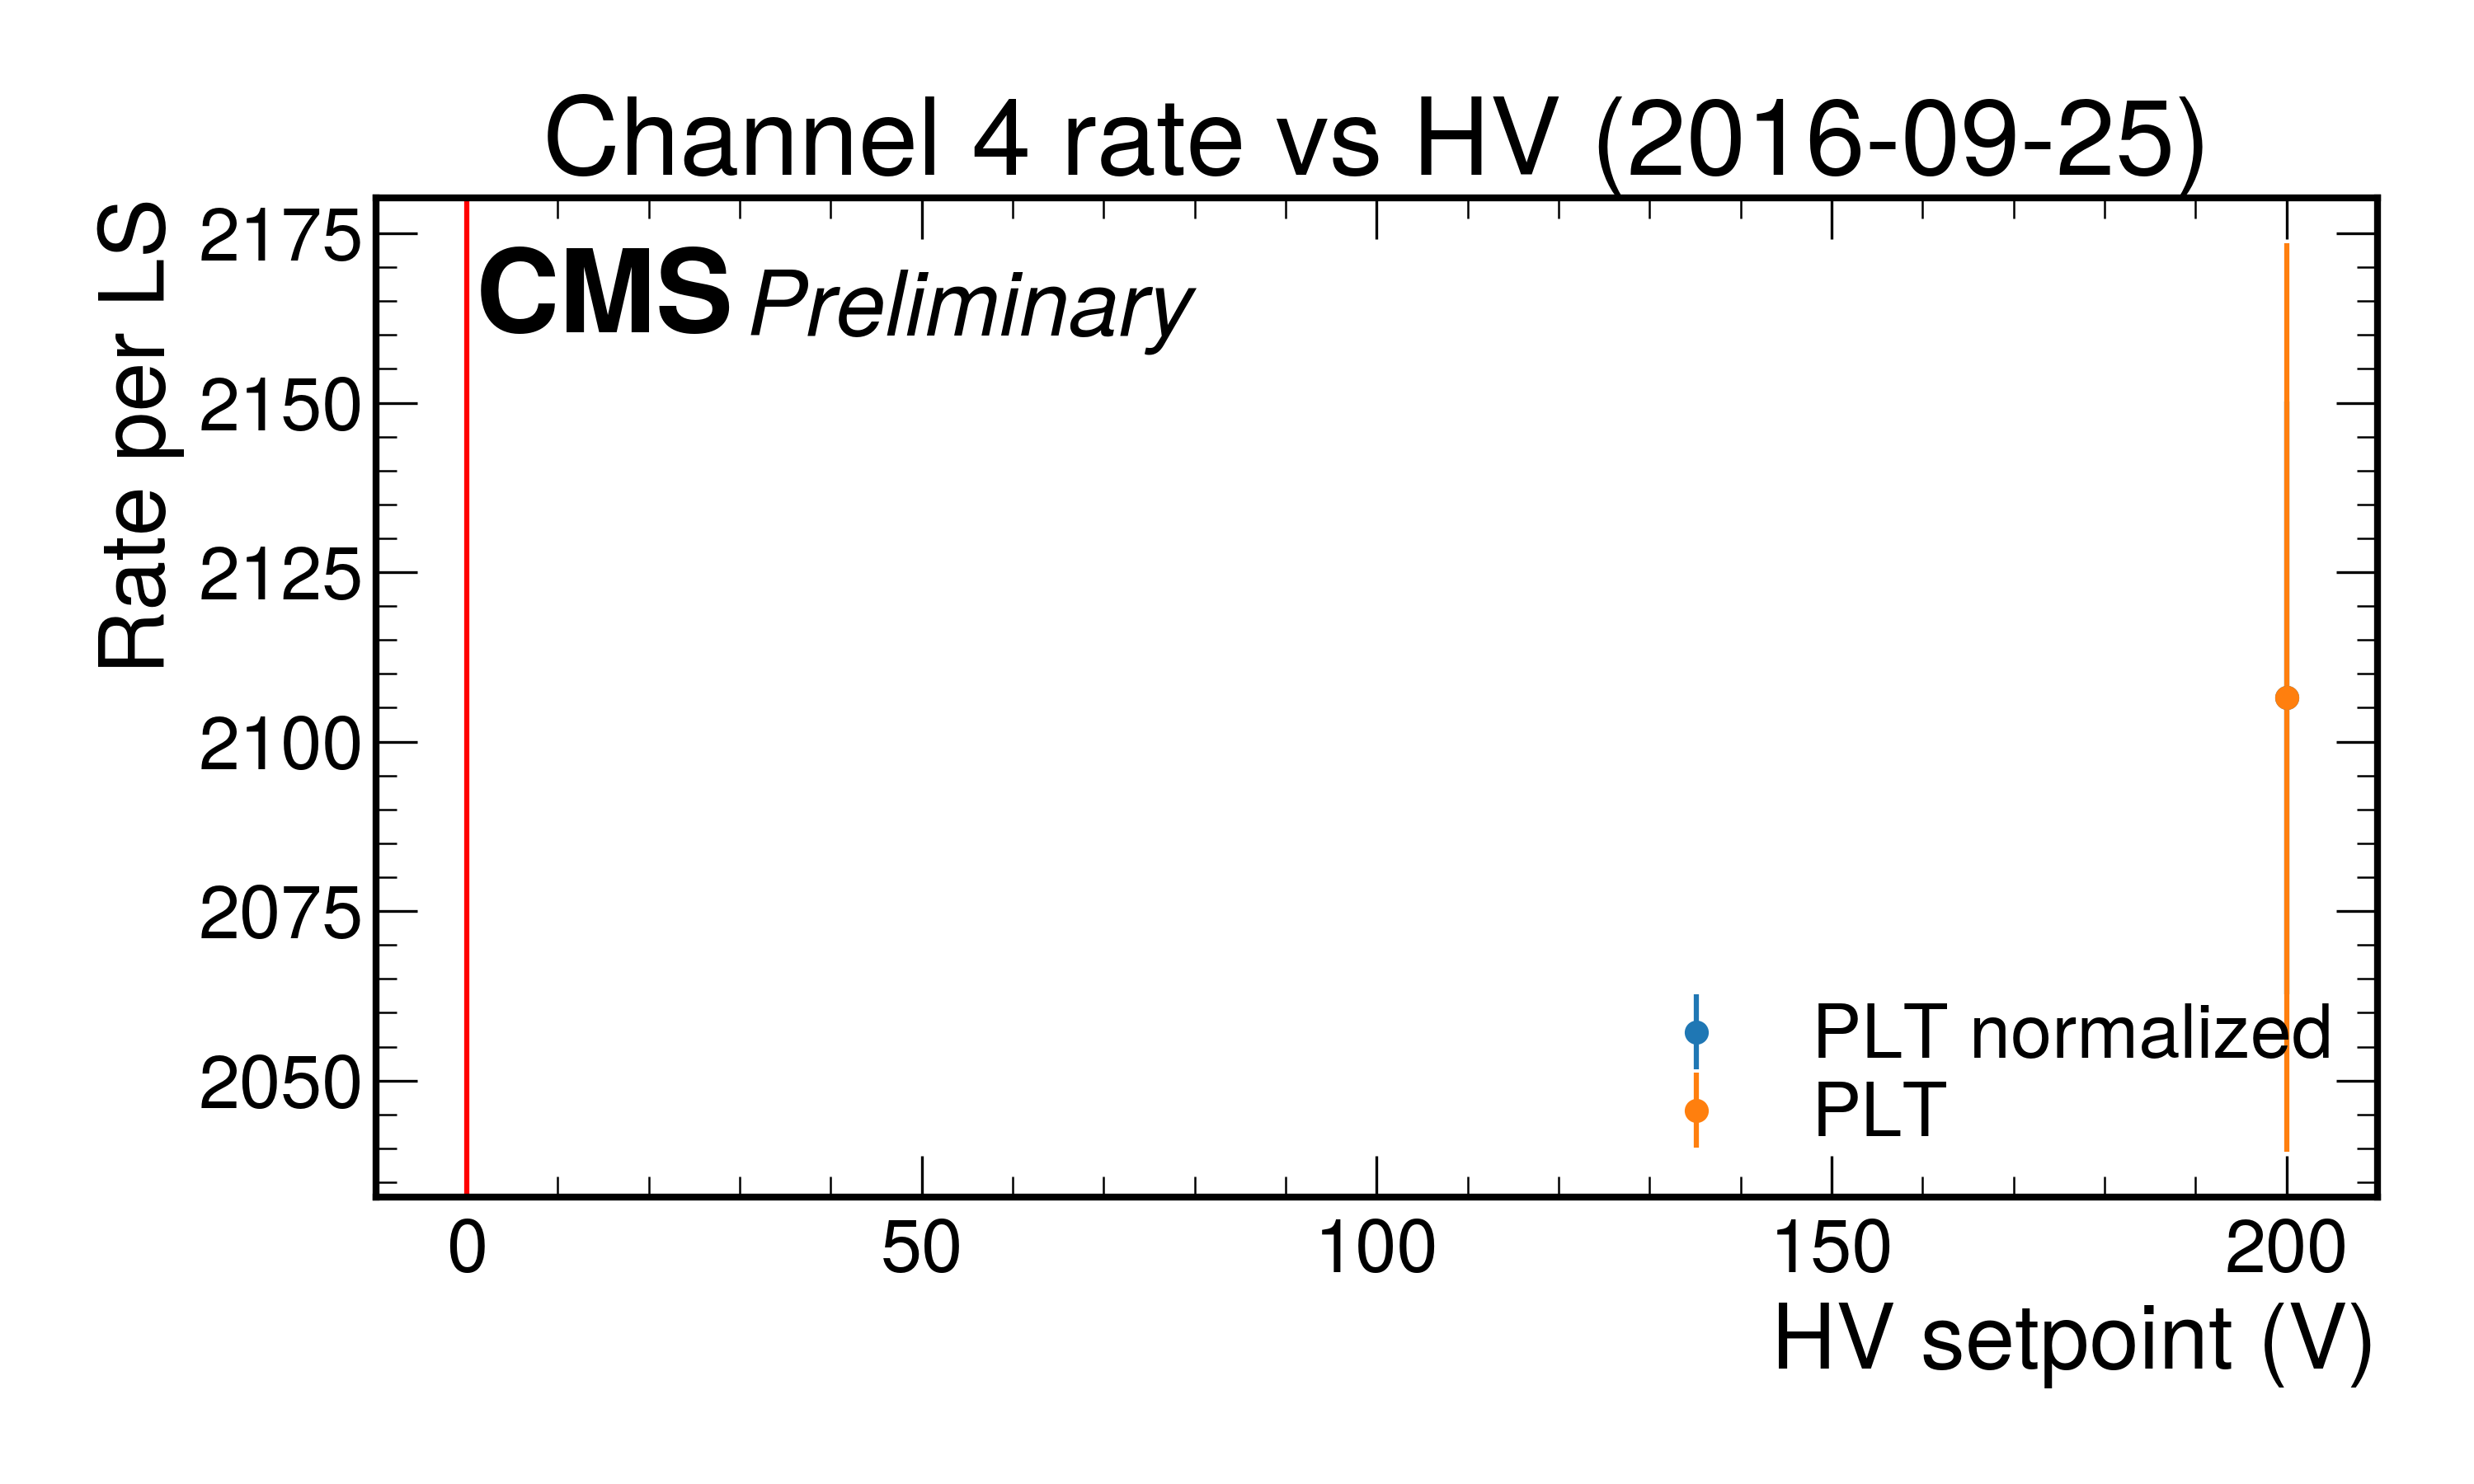 Channel 4 rate vs HV (2016-09-25)
CMS Preliminary
Rate per LS
2175
2150
2125
2100
2075
2050
PLT normalized
PLT
0 50 100 150 200
HV setpoint (V)